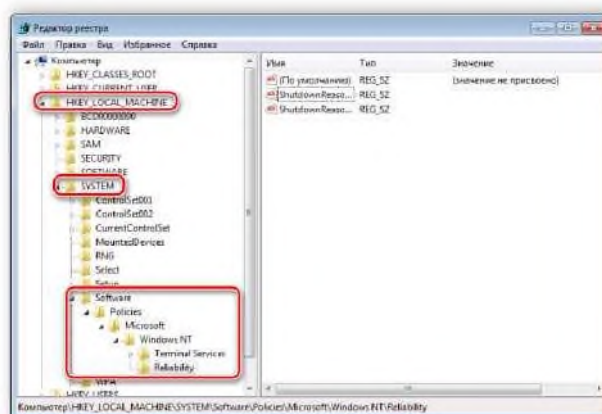 Редактор реестра
Файл Правка Вид Избранное Справка
Компьютер
HKEY_CLASSES_ROOT
HKEY_CURRENT_USER
HKEY_LOCAL_MACHINE
BCD00000000
HARDWARE
SAM
SECURITY
SOFTWARE
SYSTEM
ControlSet001
ControlSet002
CurrentControlSet
MountedDevices
RNG
Select
Setup
Software
Policies
Microsoft
Windows NT
Terminal Services
Reliability
WPA
HKEY_USERS
Имя Тип Значение
(По умолчанию) REG_SZ (значение не присвоено)
ShutdownReaso... REG_SZ
ShutdownReaso... REG_SZ
Компьютер\HKEY_LOCAL_MACHINE\SYSTEM\Software\Policies\Microsoft\Windows NT\Reliability